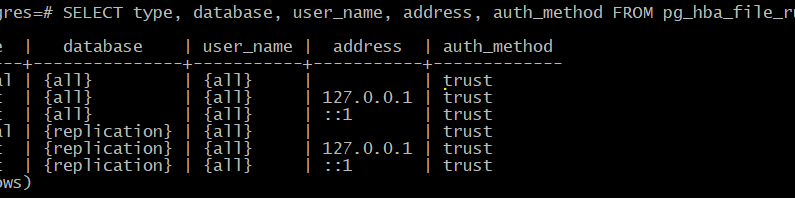 gres=# SELECT type, database, user_name, address, auth_method FROM pg_hba_file_ru
e | database | user_name | address | auth_method
--+---------------+-----------+-----------+-------------
al | {all} | {all} | | trust
t | {all} | {all} | 127.0.0.1 | trust
t | {all} | {all} | ::1 | trust
al | {replication} | {all} | | trust
t | {replication} | {all} | 127.0.0.1 | trust
t | {replication} | {all} | ::1 | trust
ows)